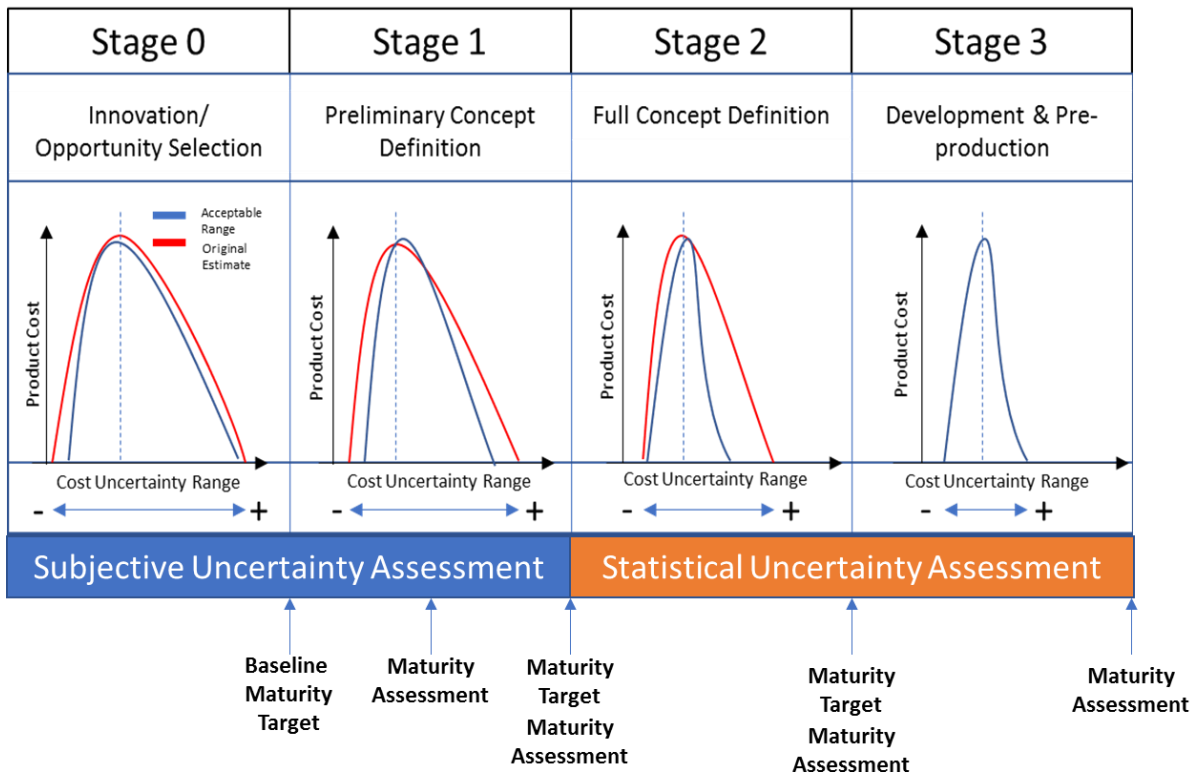 Stage 0
Stage 1
Stage 2
Stage 3
Innovation/
Opportunity Selection
Preliminary Concept
Definition
Full Concept Definition
Development & Pre-
production
Acceptable
Range
Original
Estimate
Product Cost
Cost Uncertainty Range
- +
Product Cost
Cost Uncertainty Range
- +
Product Cost
Cost Uncertainty Range
- +
Product Cost
Cost Uncertainty Range
- +
Subjective Uncertainty Assessment
Statistical Uncertainty Assessment
Baseline
Maturity
Target
Maturity
Assessment
Maturity
Target
Maturity
Assessment
Maturity
Target
Maturity
Assessment
Maturity
Assessment